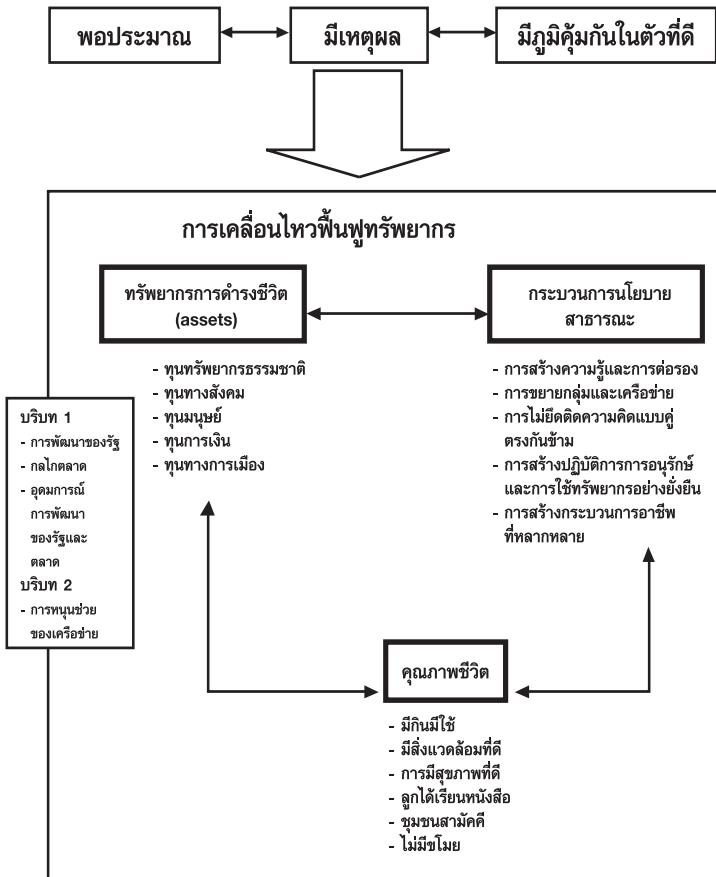 พอประมาณ
มีเหตุผล
มีภูมิคุ้มกันในตัวที่ดี
การเคลื่อนไหวฟื้นฟูทรัพยากร
ทรัพยากรการดำรงชีวิต
(assets)
กระบวนการนโยบาย
สาธารณะ
- ทุนทรัพยากรธรรมชาติ
- ทุนทางสังคม
- ทุนมนุษย์
- ทุนการเงิน
- ทุนทางการเมือง
- การสร้างความรู้และการต่อรอง
- การขยายกลุ่มและเครือข่าย
- การไม่ยึดติดความคิดแบบคู่
ตรงกันข้าม
- การสร้างปฏิบัติการการอนุรักษ์
และการใช้ทรัพยากรอย่างยั่งยืน
- การสร้างกระบวนการอาชีพ
ที่หลากหลาย
บริบท 1
- การพัฒนาของรัฐ
- กลไกตลาด
- อุดมการณ์
การพัฒนา
ของรัฐและ
ตลาด
บริบท 2
- การหนุนช่วย
ของเครือข่าย
คุณภาพชีวิต
- มีกินมีใช้
- มีสิ่งแวดล้อมที่ดี
- การมีสุขภาพที่ดี
- ลูกได้เรียนหนังสือ
- ชุมชนสามัคคี
- ไม่มีขโมย